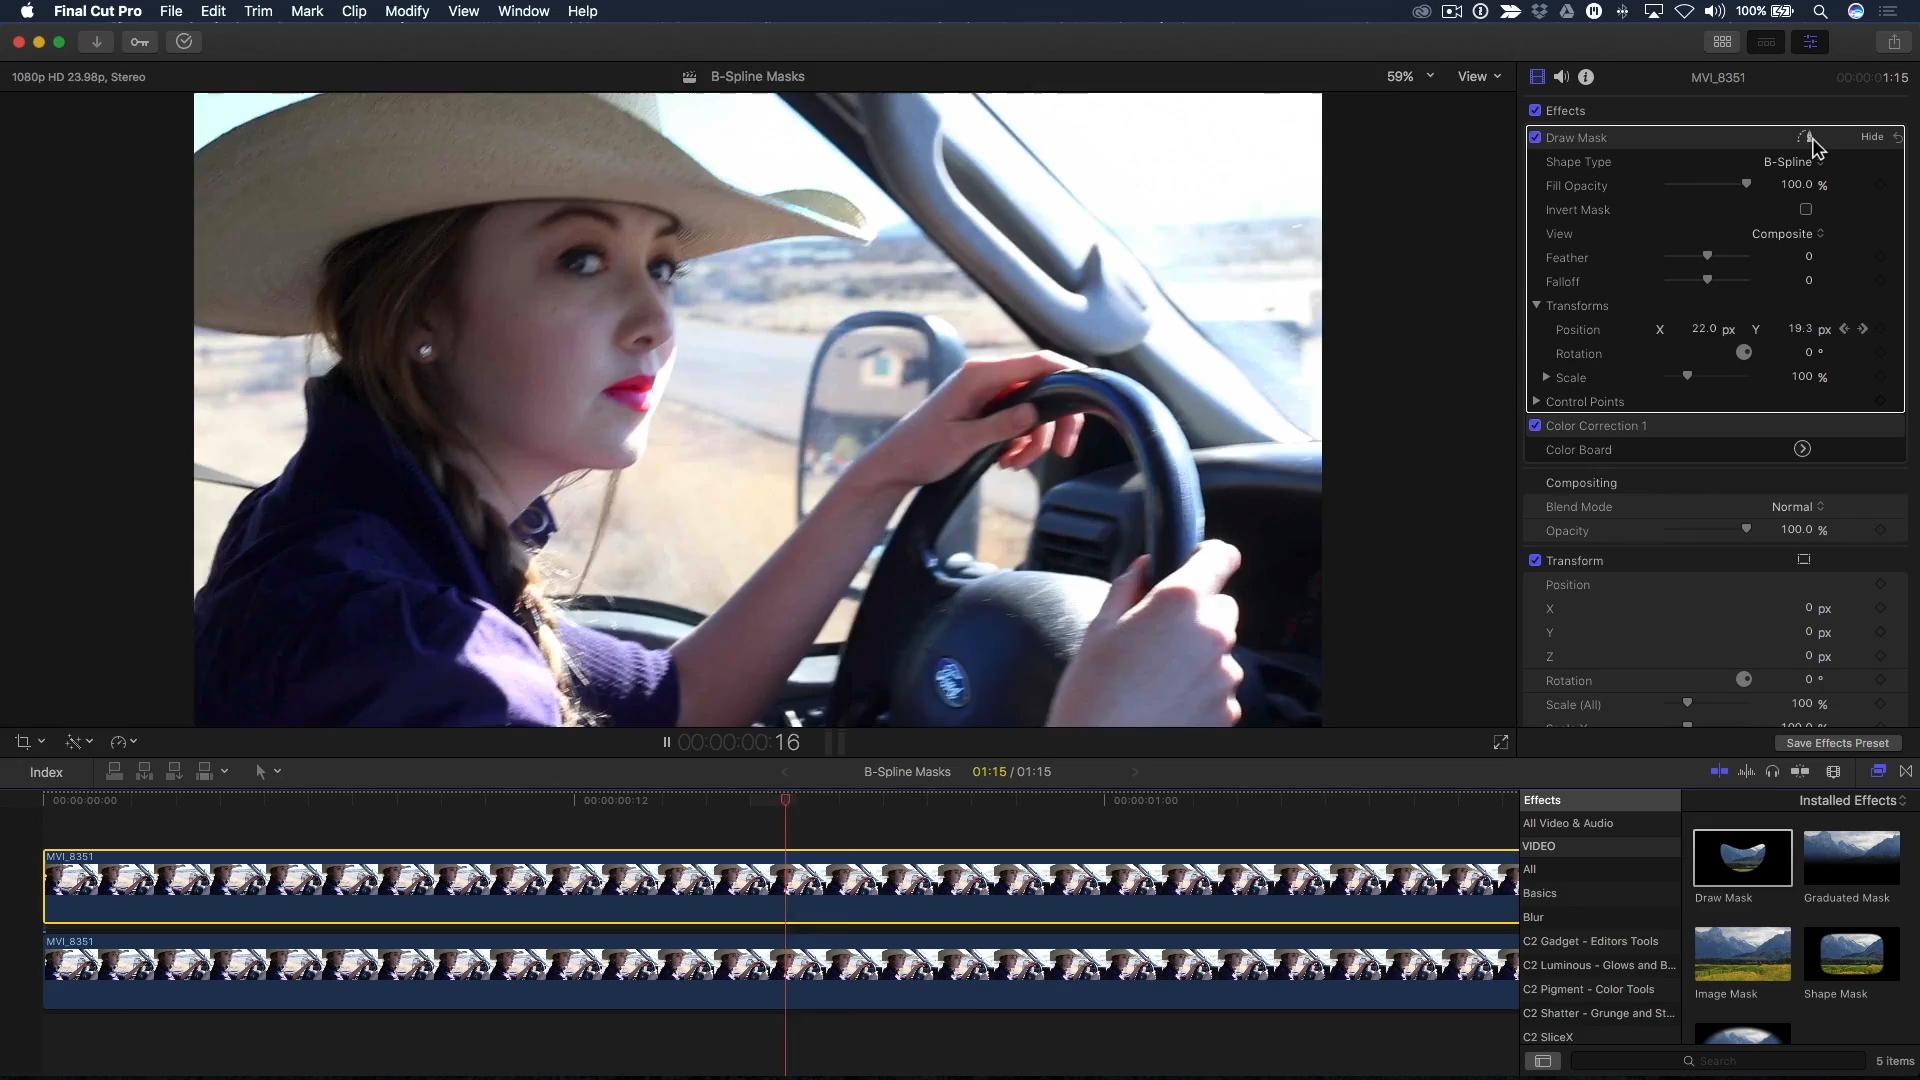 Final Cut Pro File Edit Trim Mark Clip Modify View Window Help 100%
1080p HD 23.98p, Stereo B-Spline Masks 59% View MVI_8351 00:00:01:15
Effects
Draw Mask Hide
Shape Type B-Spline
Fill Opacity 100.0 %
Invert Mask
View Composite
Feather 0
Falloff 0
Transforms
Position X 22.0 px Y 19.3 px
Rotation 0 °
Scale 100 %
Control Points
Color Correction 1
Color Board
Compositing
Blend Mode Normal
Opacity 100.0 %
Transform
Position
X 0 px
Y 0 px
Z 0 px
Rotation 0 °
Scale (All) 100 %
Scale X 100.0 %
00:00:00:16 Save Effects Preset
Index B-Spline Masks 01:15 / 01:15
00:00:00:00 00:00:00:12 00:00:01:00
MVI_8351
MVI_8351
Effects Installed Effects
All Video & Audio
VIDEO
All
Basics
Blur
C2 Gadget - Editors Tools
C2 Luminous - Glows and B...
C2 Pigment - Color Tools
C2 Shatter - Grunge and St...
C2 SliceX
Draw Mask Graduated Mask
Image Mask Shape Mask
Search 5 items